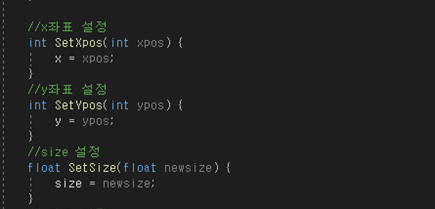 //x좌표 설정
int SetXpos(int xpos) {
x = xpos;
}
//y좌표 설정
int SetYpos(int ypos) {
y = ypos;
}
//size 설정
float SetSize(float newsize) {
size = newsize;
}